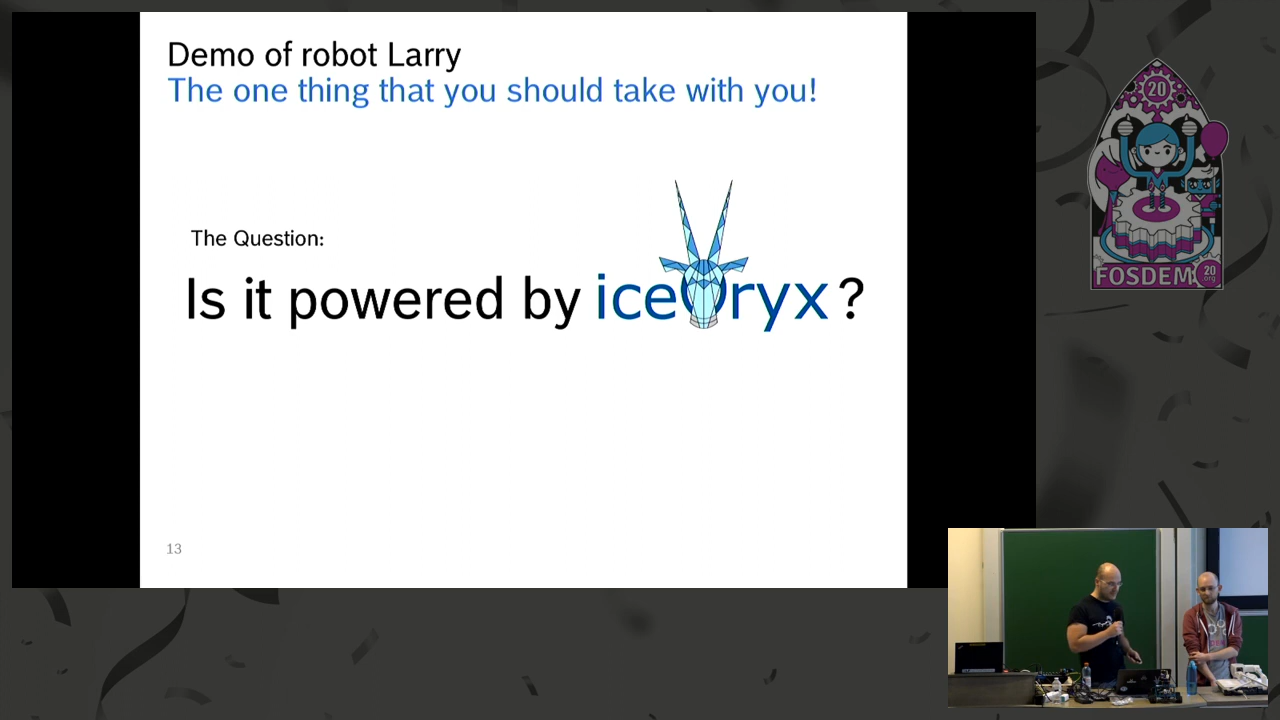 Demo of robot Larry
The one thing that you should take with you!
The Question:
Is it powered by iceOryx?
13
20
FOSDEM
20
org